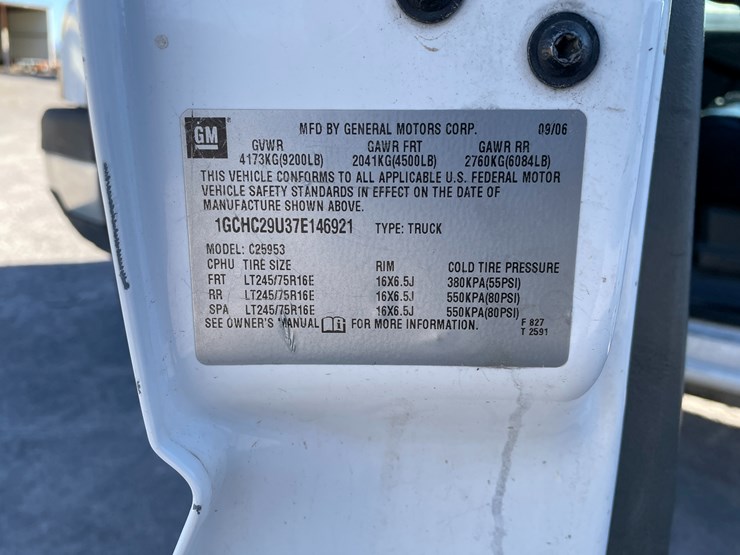 GM MFD BY GENERAL MOTORS CORP. 09/06
GVWR GAWR FRT GAWR RR
4173KG(9200LB) 2041KG(4500LB) 2760KG(6084LB)
THIS VEHICLE CONFORMS TO ALL APPLICABLE U.S. FEDERAL MOTOR
VEHICLE SAFETY STANDARDS IN EFFECT ON THE DATE OF
MANUFACTURE SHOWN ABOVE.
1GCHC29U37E146921 TYPE: TRUCK
MODEL: C25953
CPHU TIRE SIZE RIM COLD TIRE PRESSURE
FRT LT245/75R16E 16X6.5J 380KPA(55PSI)
RR LT245/75R16E 16X6.5J 550KPA(80PSI)
SPA LT245/75R16E 16X6.5J 550KPA(80PSI)
SEE OWNER'S MANUAL FOR MORE INFORMATION. F 827
T 2591